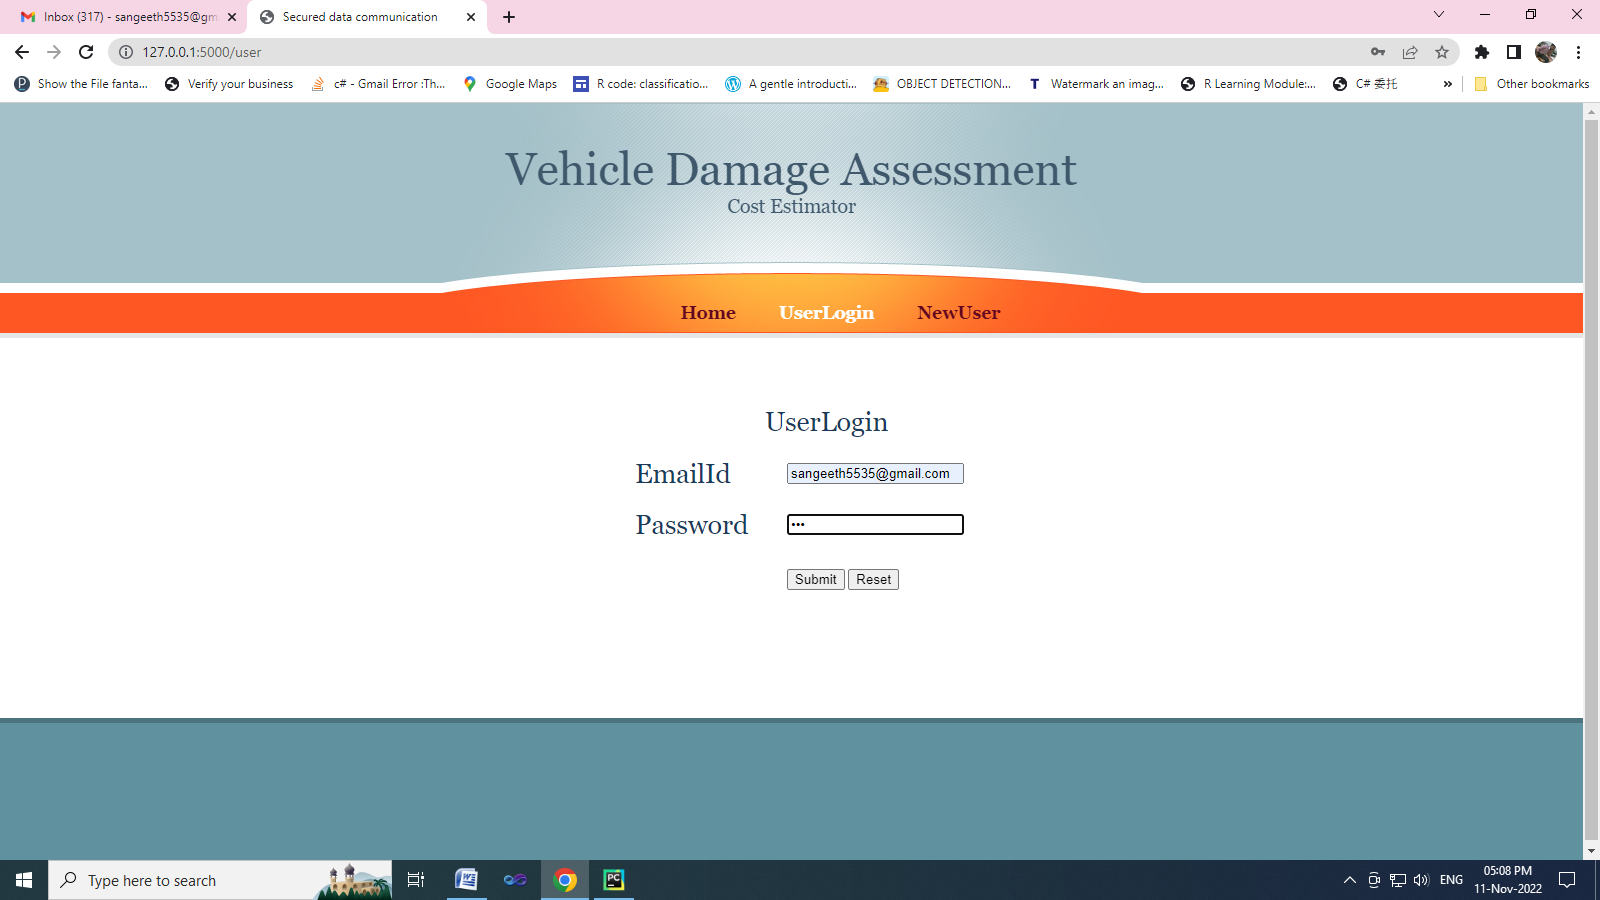 Inbox (317) - sangeeth5535@gm
Secured data communication
127.0.0.1:5000/user
Show the File fanta...
Verify your business
c# - Gmail Error :Th...
Google Maps
R code: classificatio...
A gentle introducti...
OBJECT DETECTION...
T
Watermark an imag...
R Learning Module:...
C# 委托
»
Other bookmarks
Vehicle Damage Assessment
Cost Estimator
Home
UserLogin
NewUser
UserLogin
EmailId
sangeeth5535@gmail.com
Password
•••
Submit
Reset
Type here to search
ENG
05:08 PM
11-Nov-2022